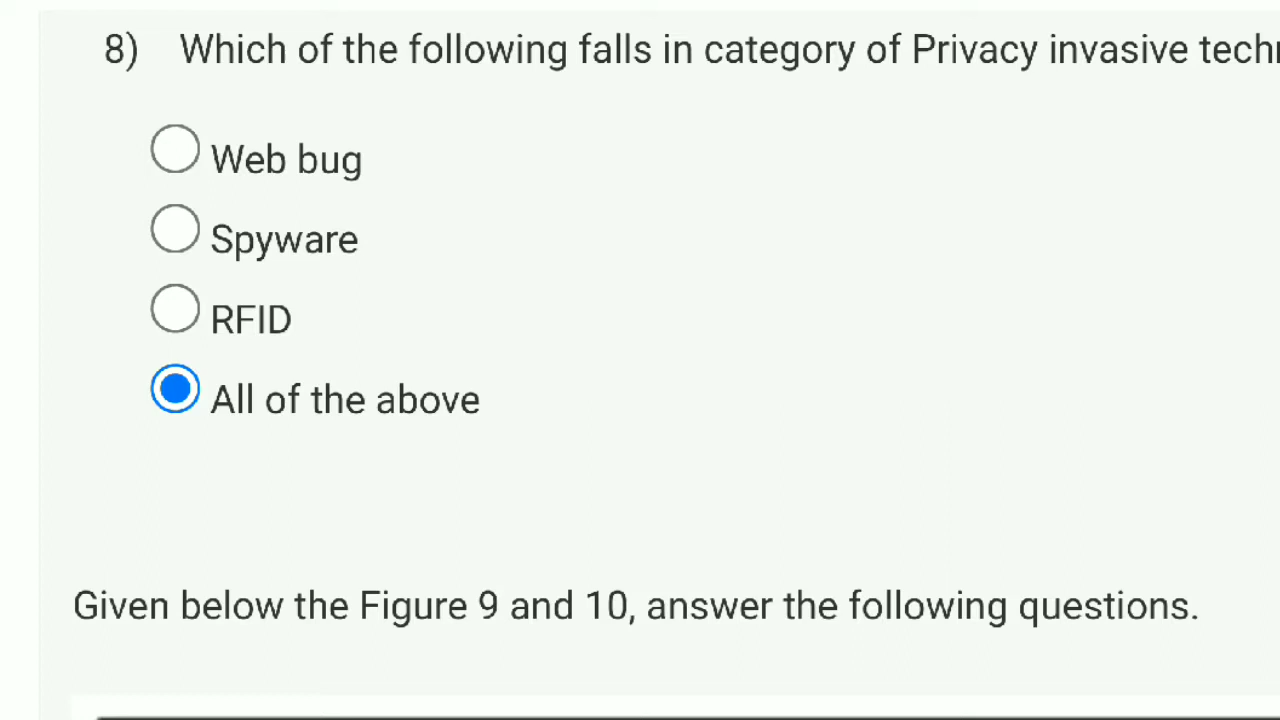 8) Which of the following falls in category of Privacy invasive
Web bug
Spyware
RFID
All of the above
Given below the Figure 9 and 10, answer the following questions.